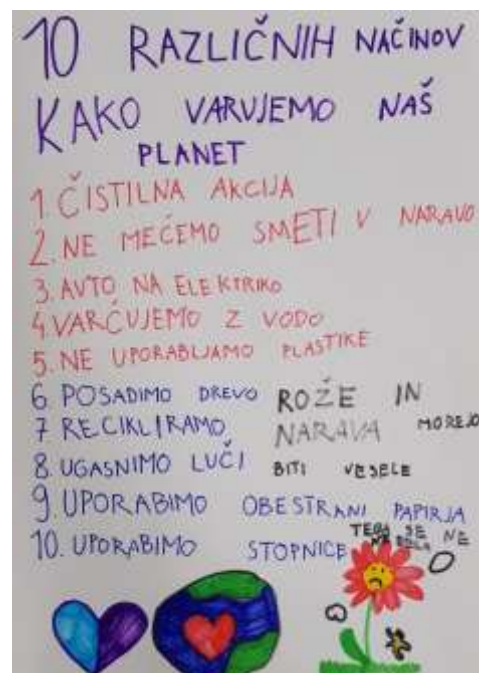 10 RAZLIČNIH NAČINOV
KAKO VARUJEMO NAŠ
PLANET
1. ČISTILNA AKCIJA
2. NE MEČEMO SMETI V NARAVO
3. AVTO NA ELEKTRIKO
4 VARČUJEMO Z VODO
5. NE UPORABLJAMO PLASTIKE
6 POSADIMO DREVO
7 RECIKLIRAMO
8 UGASNIMO LUČI
9. UPORABIMO OBESTRANI PAPIRJA
10. UPORABIMO STOPNICE
ROŽE IN
NARAVA MOREJO
BITI VESELE
TEGA SE NE